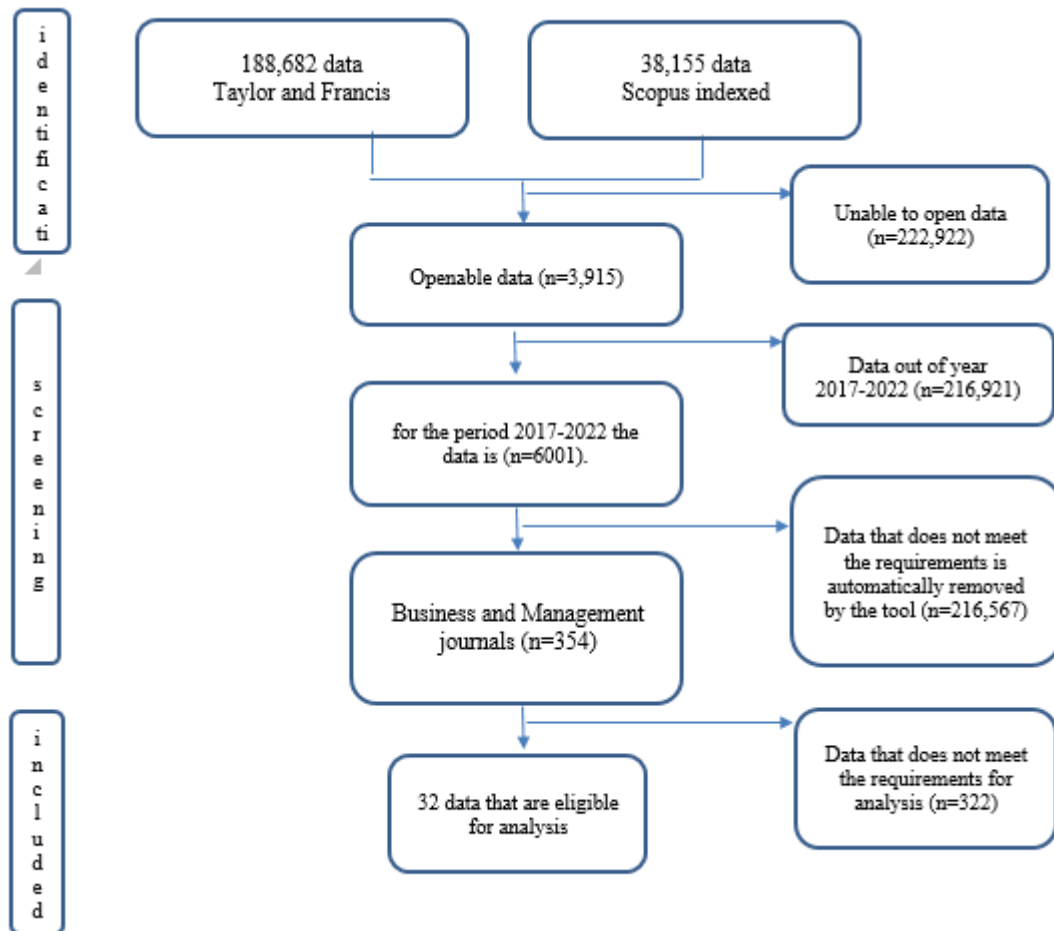 identificati
188,682 data
Taylor and Francis
38,155 data
Scopus indexed
Unable to open data
(n=222,922)
Openable data (n=3,915)
screening
Data out of year
2017-2022 (n=216,921)
for the period 2017-2022 the
data is (n=6001).
Data that does not meet
the requirements is
automatically removed
by the tool (n=216,567)
Business and Management
journals (n=354)
included
Data that does not meet
the requirements for
analysis (n=322)
32 data that are eligible
for analysis